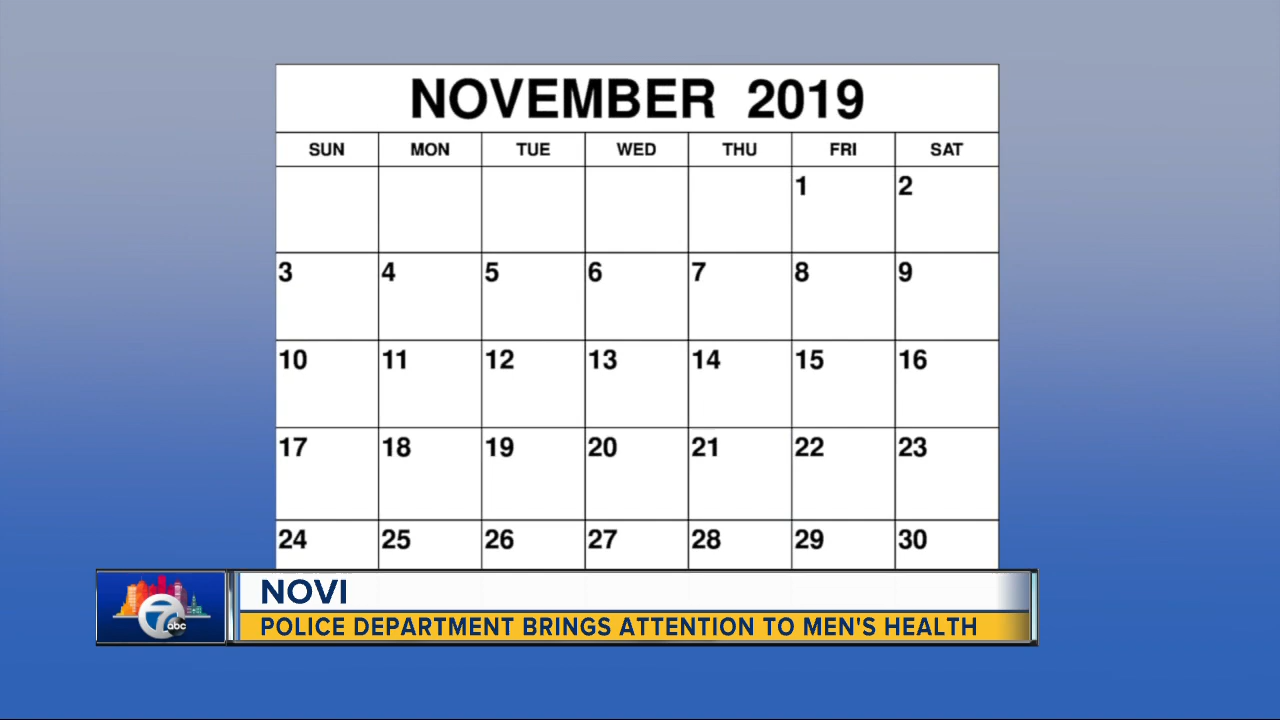 NOVEMBER 2019
SUN MON TUE WED THU FRI SAT
1 2
3 4 5 6 7 8 9
10 11 12 13 14 15 16
17 18 19 20 21 22 23
24 25 26 27 28 29 30
NOVI
7 abc
POLICE DEPARTMENT BRINGS ATTENTION TO MEN'S HEALTH